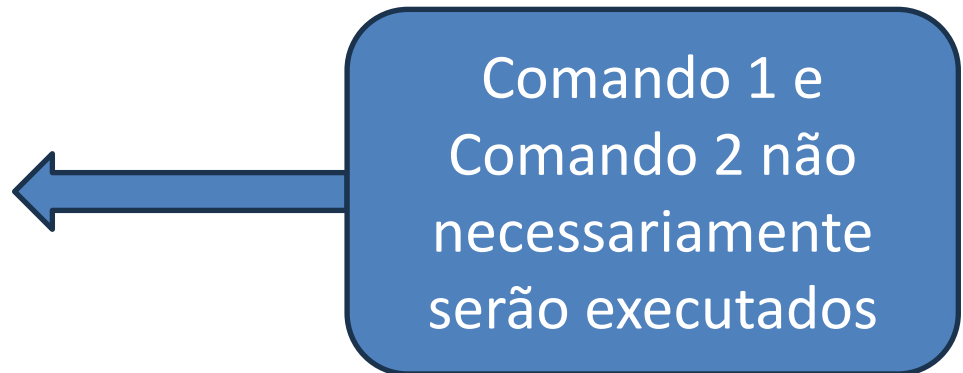 Comando 1 e
Comando 2 não
necessariamente
serão executados